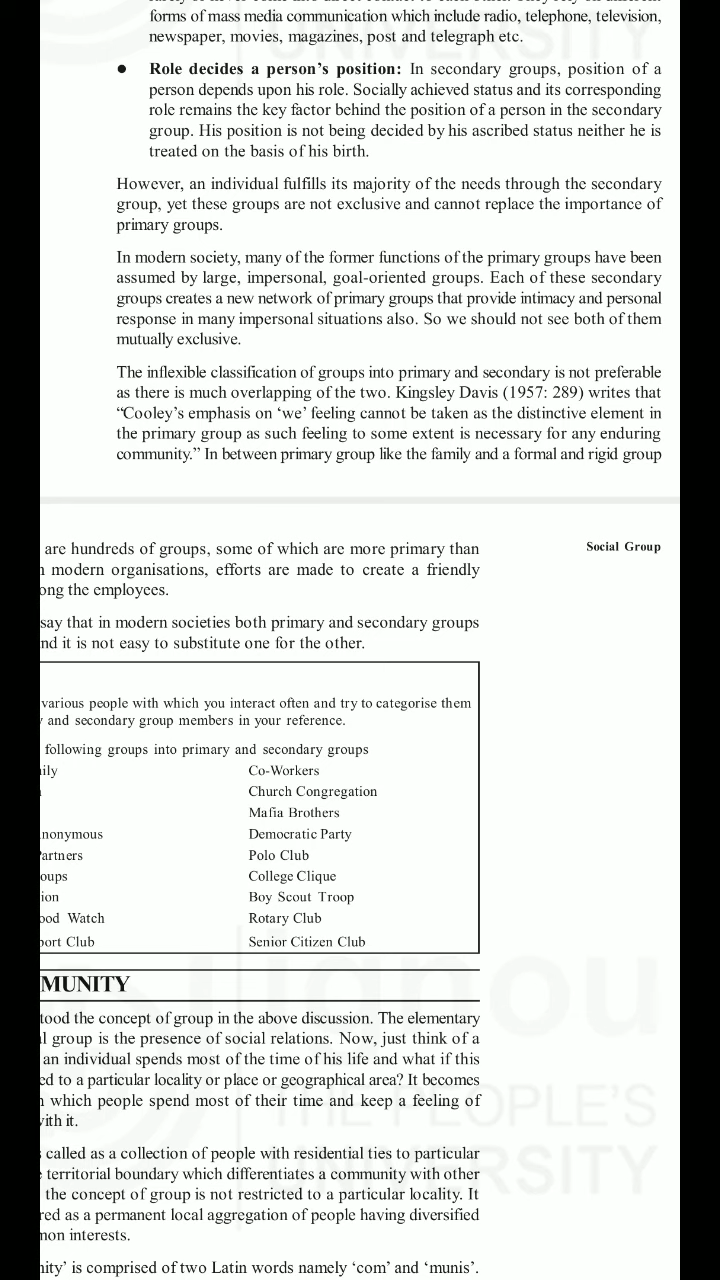 forms of mass media communication which include radio, telephone, television,
newspaper, movies, magazines, post and telegraph etc.
● Role decides a person's position: In secondary groups, position of a
person depends upon his role. Socially achieved status and its corresponding
role remains the key factor behind the position of a person in the secondary
group. His position is not being decided by his ascribed status neither he is
treated on the basis of his birth.
However, an individual fulfills its majority of the needs through the secondary
group, yet these groups are not exclusive and cannot replace the importance of
primary groups.
In modern society, many of the former functions of the primary groups have been
assumed by large, impersonal, goal-oriented groups. Each of these secondary
groups creates a new network of primary groups that provide intimacy and personal
response in many impersonal situations also. So we should not see both of them
mutually exclusive.
The inflexible classification of groups into primary and secondary is not preferable
as there is much overlapping of the two. Kingsley Davis (1957: 289) writes that
“Cooley's emphasis on ‘we’ feeling cannot be taken as the distinctive element in
the primary group as such feeling to some extent is necessary for any enduring
community.” In between primary group like the family and a formal and rigid group
Social Group
are hundreds of groups, some of which are more primary than
modern organisations, efforts are made to create a friendly
ong the employees.
say that in modern societies both primary and secondary groups
nd it is not easy to substitute one for the other.
various people with which you interact often and try to categorise them
and secondary group members in your reference.
following groups into primary and secondary groups
ily Co-Workers
Church Congregation
Mafia Brothers
nonymous Democratic Party
artners Polo Club
oups College Clique
ion Boy Scout Troop
ood Watch Rotary Club
ort Club Senior Citizen Club
MUNITY
tood the concept of group in the above discussion. The elementary
l group is the presence of social relations. Now, just think of a
an individual spends most of the time of his life and what if this
ed to a particular locality or place or geographical area? It becomes
which people spend most of their time and keep a feeling of
with it.
called as a collection of people with residential ties to particular
territorial boundary which differentiates a community with other
the concept of group is not restricted to a particular locality. It
red as a permanent local aggregation of people having diversified
non interests.
nity’ is comprised of two Latin words namely ‘com’ and ‘munis’.
ignou
THE PEOPLE'S
UNIVERSITY